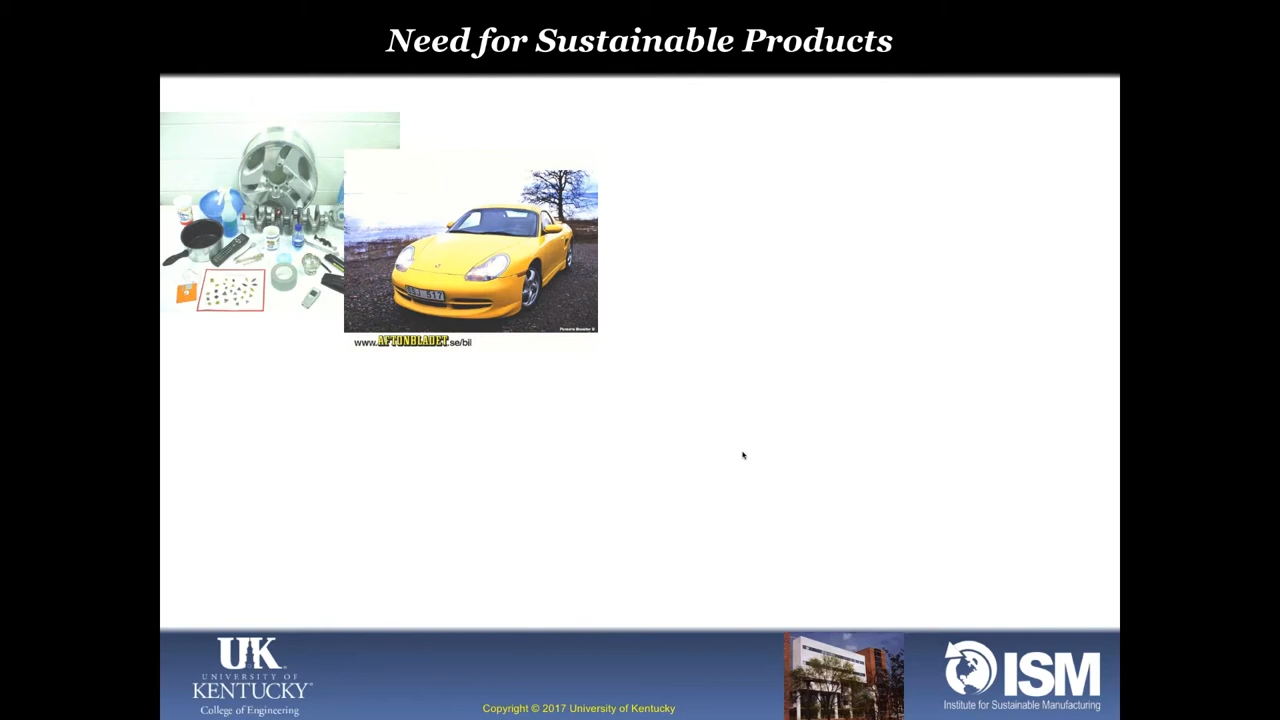 Need for Sustainable Products
www.AFTONBLADET.se/bil
UK
UNIVERSITY OF
KENTUCKY
College of Engineering
Copyright © 2017 University of Kentucky
ISM
Institute for Sustainable Manufacturing